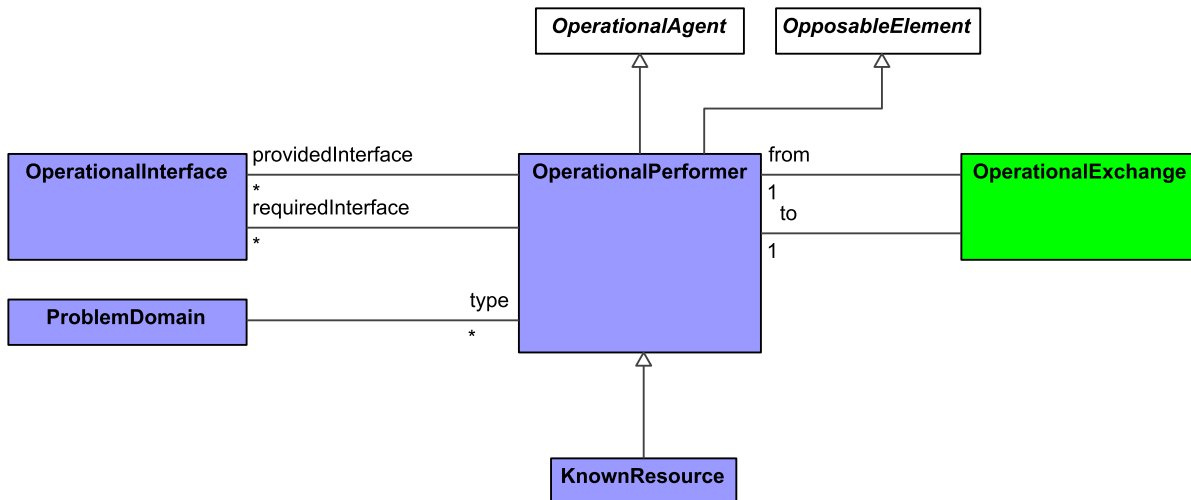 OperationalAgent
OpposableElement
OperationalInterface
providedInterface
*
requiredInterface
*
OperationalPerformer
from
1
to
1
OperationalExchange
ProblemDomain
type
*
KnownResource